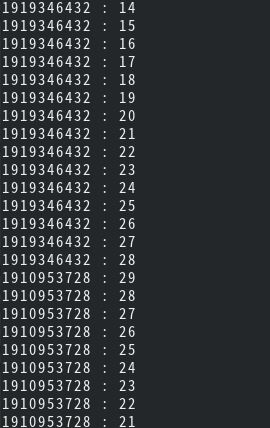 1919346432 : 14
1919346432 : 15
1919346432 : 16
1919346432 : 17
1919346432 : 18
1919346432 : 19
1919346432 : 20
1919346432 : 21
1919346432 : 22
1919346432 : 23
1919346432 : 24
1919346432 : 25
1919346432 : 26
1919346432 : 27
1919346432 : 28
1910953728 : 29
1910953728 : 28
1910953728 : 27
1910953728 : 26
1910953728 : 25
1910953728 : 24
1910953728 : 23
1910953728 : 22
1910953728 : 21